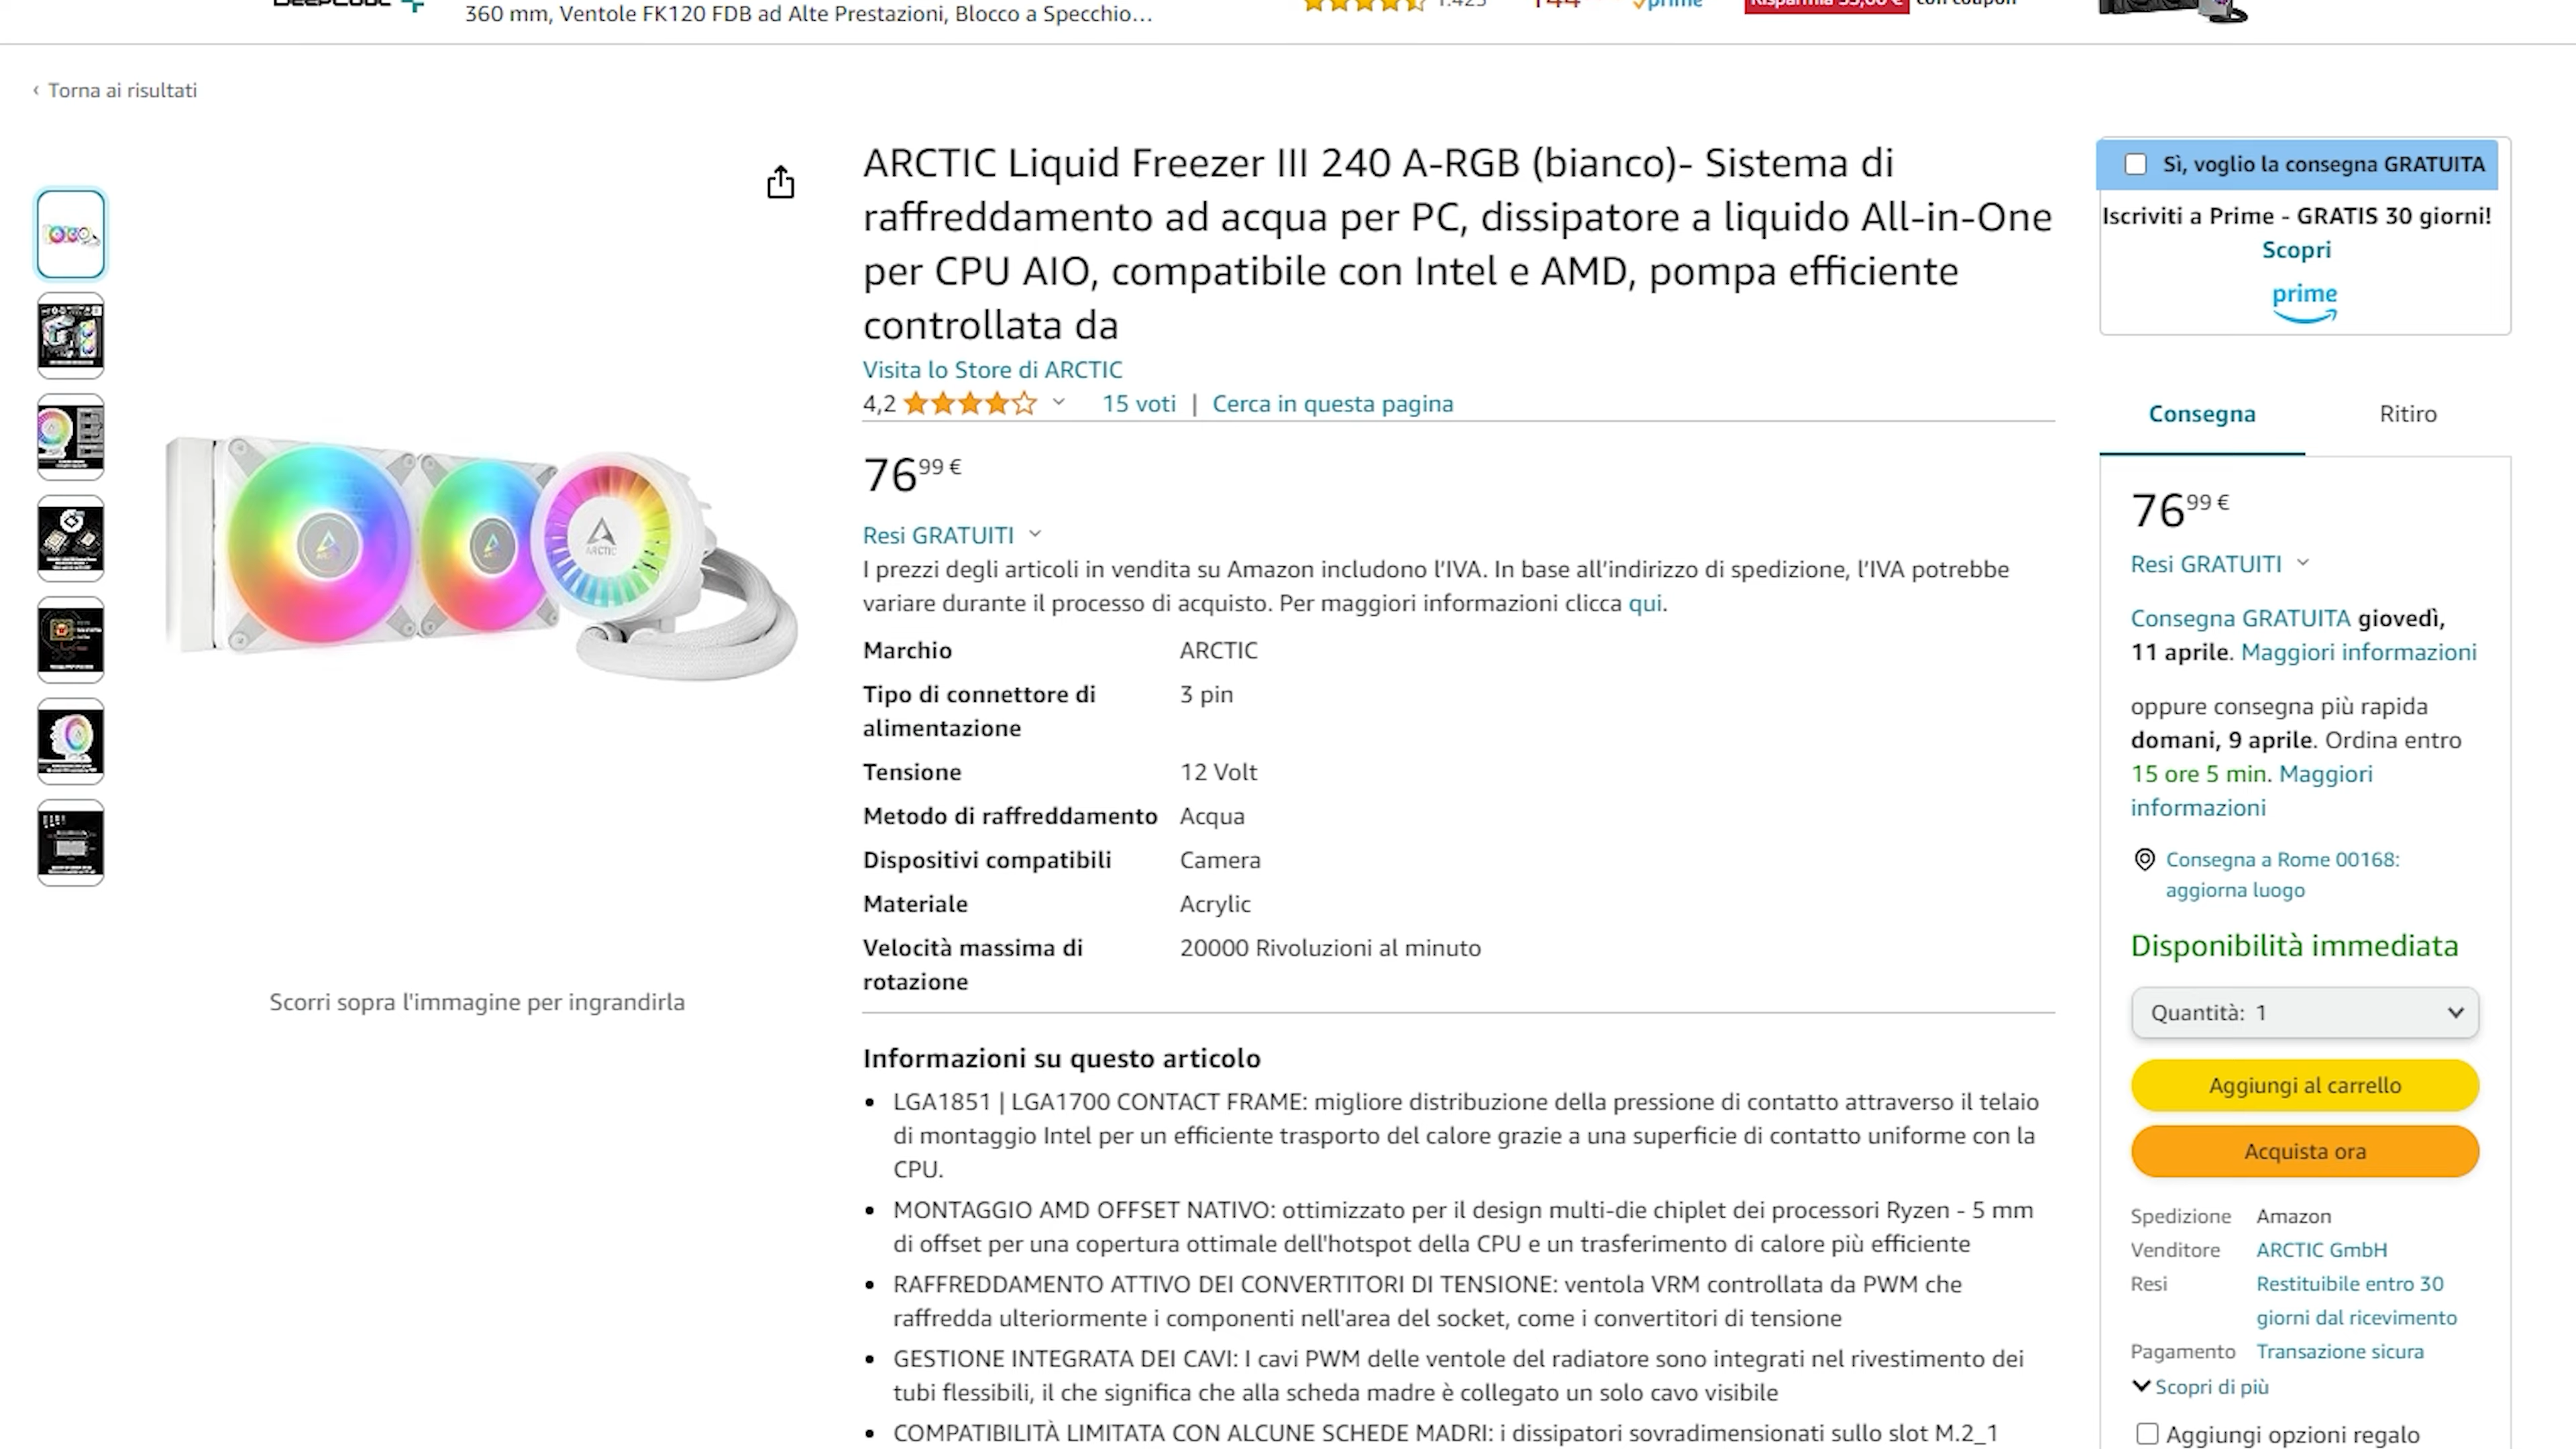 360 mm, Ventole FK120 FDB ad Alte Prestazioni, Blocco a Specchio…
prime
con coupon
‹ Torna ai risultati
ARCTIC Liquid Freezer III 240 A-RGB (bianco)- Sistema di
raffreddamento ad acqua per PC, dissipatore a liquido All-in-One
per CPU AIO, compatibile con Intel e AMD, pompa efficiente
controllata da
Visita lo Store di ARCTIC
4,2
15 voti | Cerca in questa pagina
76 99 €
Resi GRATUITI
I prezzi degli articoli in vendita su Amazon includono l'IVA. In base all'indirizzo di spedizione, l'IVA potrebbe
variare durante il processo di acquisto. Per maggiori informazioni clicca qui.
Marchio ARCTIC
Tipo di connettore di 3 pin
alimentazione
Tensione 12 Volt
Metodo di raffreddamento Acqua
Dispositivi compatibili Camera
Materiale Acrylic
Velocità massima di 20000 Rivoluzioni al minuto
rotazione
Scorri sopra l'immagine per ingrandirla
ARCTIC
Informazioni su questo articolo
• LGA1851 | LGA1700 CONTACT FRAME: migliore distribuzione della pressione di contatto attraverso il telaio
di montaggio Intel per un efficiente trasporto del calore grazie a una superficie di contatto uniforme con la
CPU.
• MONTAGGIO AMD OFFSET NATIVO: ottimizzato per il design multi-die chiplet dei processori Ryzen - 5 mm
di offset per una copertura ottimale dell'hotspot della CPU e un trasferimento di calore più efficiente
• RAFFREDDAMENTO ATTIVO DEI CONVERTITORI DI TENSIONE: ventola VRM controllata da PWM che
raffredda ulteriormente i componenti nell'area del socket, come i convertitori di tensione
• GESTIONE INTEGRATA DEI CAVI: I cavi PWM delle ventole del radiatore sono integrati nel rivestimento dei
tubi flessibili, il che significa che alla scheda madre è collegato un solo cavo visibile
• COMPATIBILITÀ LIMITATA CON ALCUNE SCHEDE MADRI: i dissipatori sovradimensionati sullo slot M.2_1
Sì, voglio la consegna GRATUITA
Iscriviti a Prime - GRATIS 30 giorni!
Scopri
prime
Consegna Ritiro
76 99 €
Resi GRATUITI
Consegna GRATUITA giovedì,
11 aprile. Maggiori informazioni
oppure consegna più rapida
domani, 9 aprile. Ordina entro
15 ore 5 min. Maggiori
informazioni
Consegna a Rome 00168:
aggiorna luogo
Disponibilità immediata
Quantità: 1
Aggiungi al carrello
Acquista ora
Spedizione Amazon
Venditore ARCTIC GmbH
Resi Restituibile entro 30
giorni dal ricevimento
Pagamento Transazione sicura
Scopri di più
Aggiungi opzioni regalo